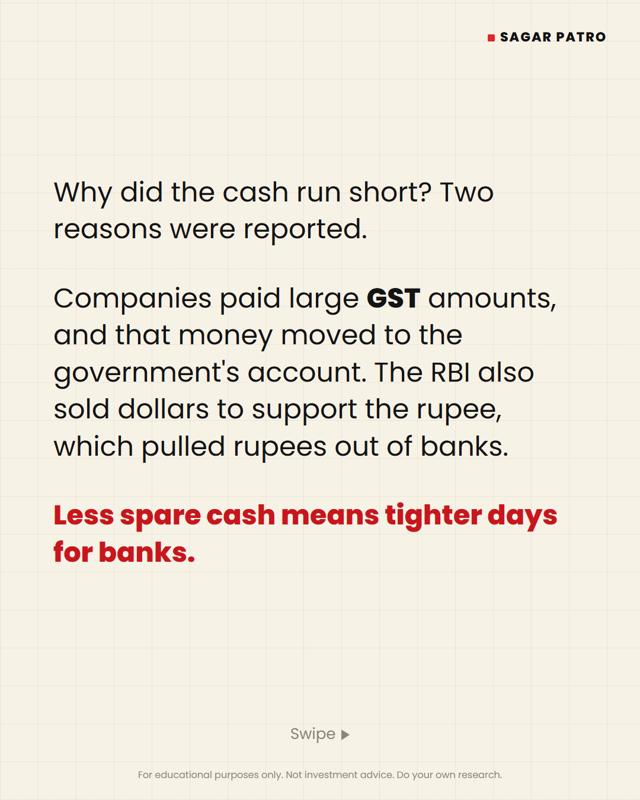 SAGAR PATRO
Why did the cash run short? Two
reasons were reported.
Companies paid large GST amounts,
and that money moved to the
government's account. The RBI also
sold dollars to support the rupee,
which pulled rupees out of banks.
Less spare cash means tighter days
for banks.
Swipe
For educational purposes only. Not investment advice. Do your own research.